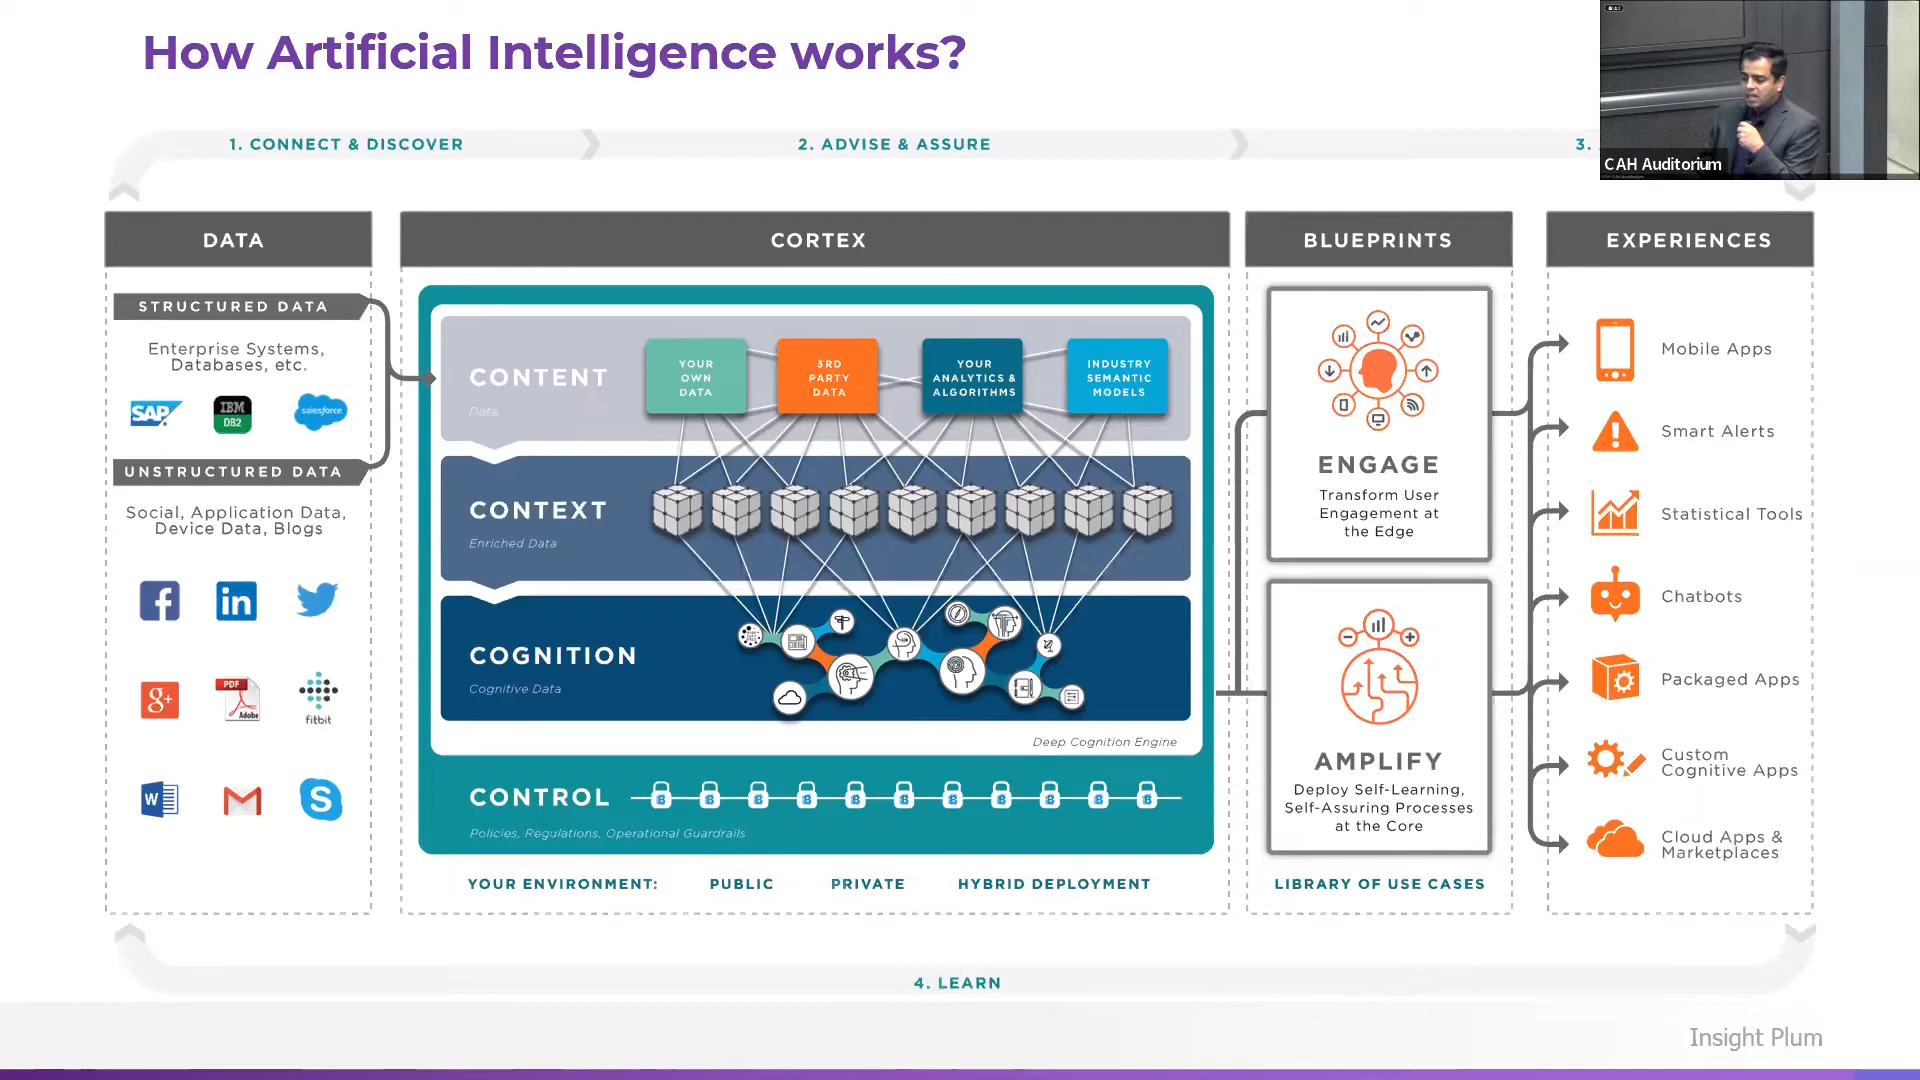 How Artificial Intelligence works?
CAH Auditorium
1. CONNECT & DISCOVER
2. ADVISE & ASSURE
3.
DATA
CORTEX
BLUEPRINTS
EXPERIENCES
STRUCTURED DATA
Enterprise Systems,
Databases, etc.
SAP
IBM
DB2
salesforce
UNSTRUCTURED DATA
Social, Application Data,
Device Data, Blogs
f
in
g+
PDF
Adobe
fitbit
W
M
S
CONTENT
Data
YOUR
OWN
DATA
3RD
PARTY
DATA
YOUR
ANALYTICS &
ALGORITHMS
INDUSTRY
SEMANTIC
MODELS
CONTEXT
Enriched Data
COGNITION
Cognitive Data
Deep Cognition Engine
CONTROL
Policies, Regulations, Operational Guardrails
YOUR ENVIRONMENT:
PUBLIC
PRIVATE
HYBRID DEPLOYMENT
ENGAGE
Transform User
Engagement at
the Edge
AMPLIFY
Deploy Self-Learning,
Self-Assuring Processes
at the Core
LIBRARY OF USE CASES
Mobile Apps
Smart Alerts
Statistical Tools
Chatbots
Packaged Apps
Custom
Cognitive Apps
Cloud Apps &
Marketplaces
4. LEARN
Insight Plum